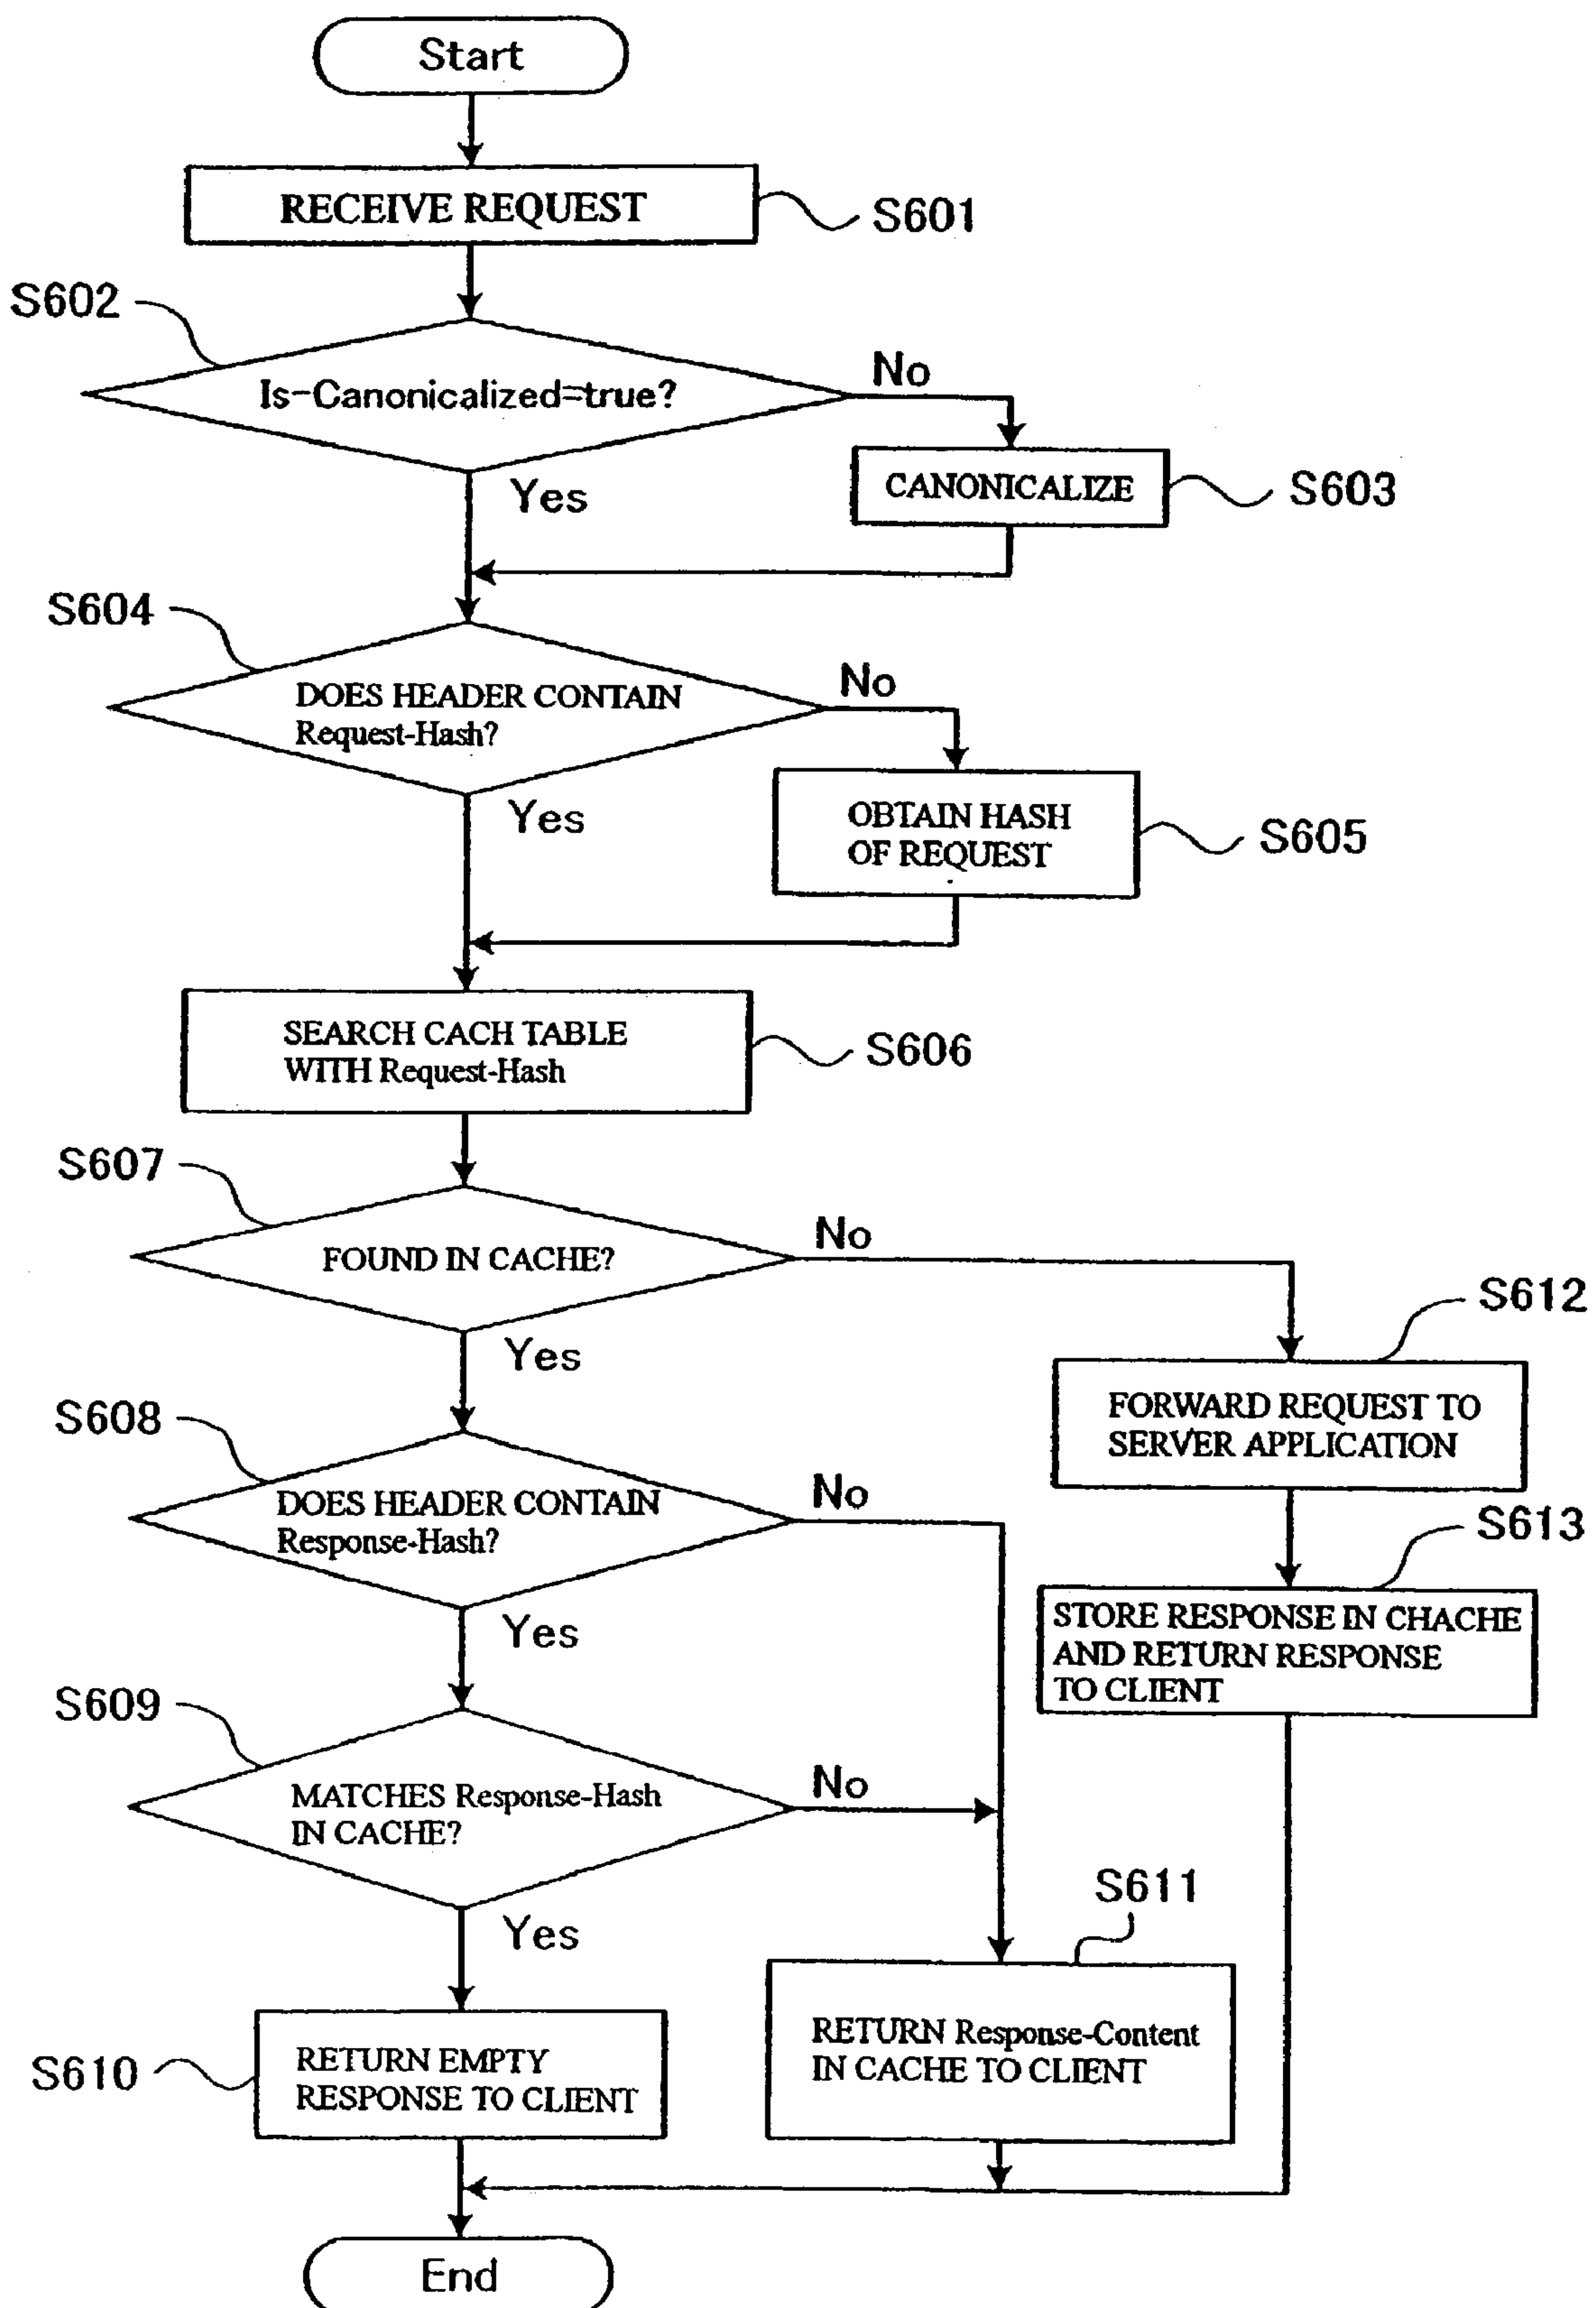 Start
RECEIVE REQUEST
S601
S602
Is-Canonicalized=true?
No
Yes
CANONICALIZE
S603
S604
DOES HEADER CONTAIN
Request-Hash?
No
Yes
OBTAIN HASH
OF REQUEST
S605
SEARCH CACH TABLE
WITH Request-Hash
S606
S607
FOUND IN CACHE?
No
Yes
S612
FORWARD REQUEST TO
SERVER APPLICATION
S608
DOES HEADER CONTAIN
Response-Hash?
No
Yes
S613
STORE RESPONSE IN CHACHE
AND RETURN RESPONSE
TO CLIENT
S609
MATCHES Response-Hash
IN CACHE?
No
Yes
S611
RETURN Response-Content
IN CACHE TO CLIENT
S610
RETURN EMPTY
RESPONSE TO CLIENT
End